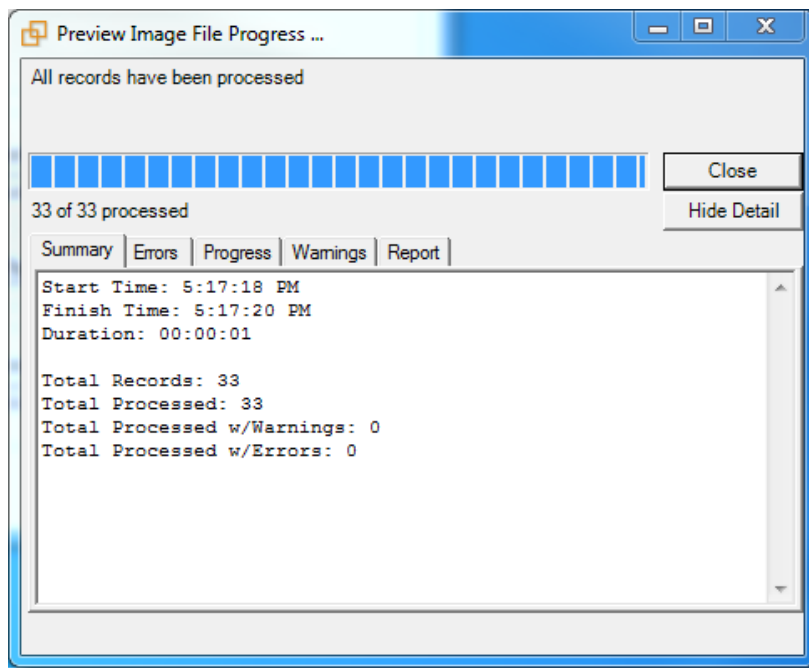 Preview Image File Progress ...
All records have been processed
Close
33 of 33 processed
Hide Detail
Summary Errors Progress Warnings Report
Start Time: 5:17:18 PM
Finish Time: 5:17:20 PM
Duration: 00:00:01
Total Records: 33
Total Processed: 33
Total Processed w/Warnings: 0
Total Processed w/Errors: 0